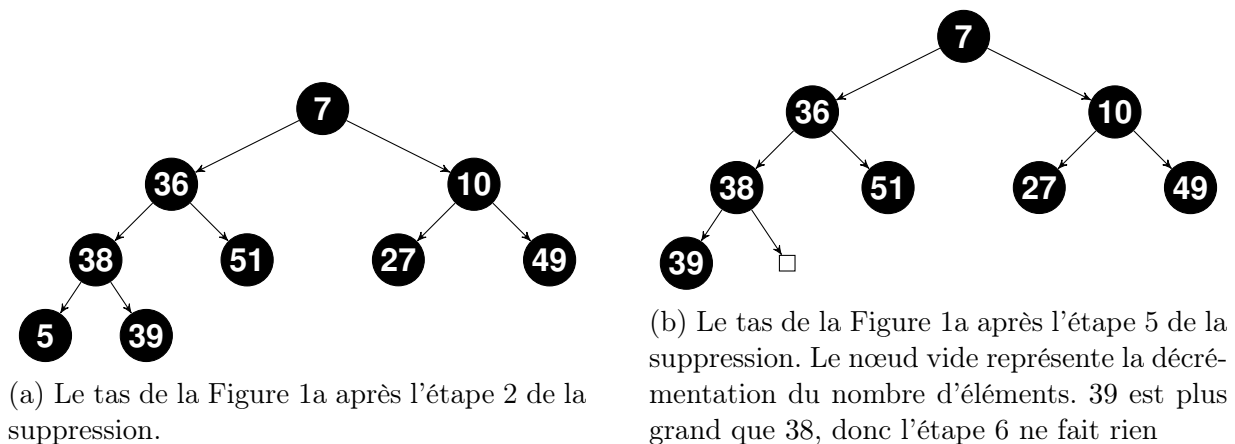 7
36 10
38 51 27 49
5 39
(a) Le tas de la Figure 1a après l'étape 2 de la
suppression.
7
36 10
38 51 27 49
39
(b) Le tas de la Figure 1a après l'étape 5 de la
suppression. Le nœud vide représente la décré-
mentation du nombre d'éléments. 39 est plus
grand que 38, donc l'étape 6 ne fait rien